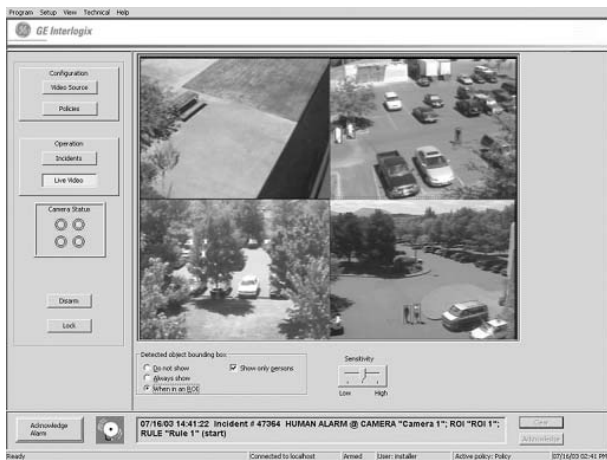 Program Setup View Technical Help
GE Interlogix
Configuration
Video Source
Policies
Operation
Incidents
Live Video
Camera Status
Disarm
Lock
Detected object bounding box
Do not show
Show only persons
Always show
When in an ROI
Sensitivity
Low High
Acknowledge
Alarm
07/16/03 14:41:22 Incident # 47364 HUMAN ALARM @ CAMERA "Camera 1"; ROI "ROI 1";
RULE "Rule 1" (start)
Clear
Acknowledge
Ready
Connected to localhost
Armed
User: installer
Active policy: Policy
07/16/03 02:41 PM